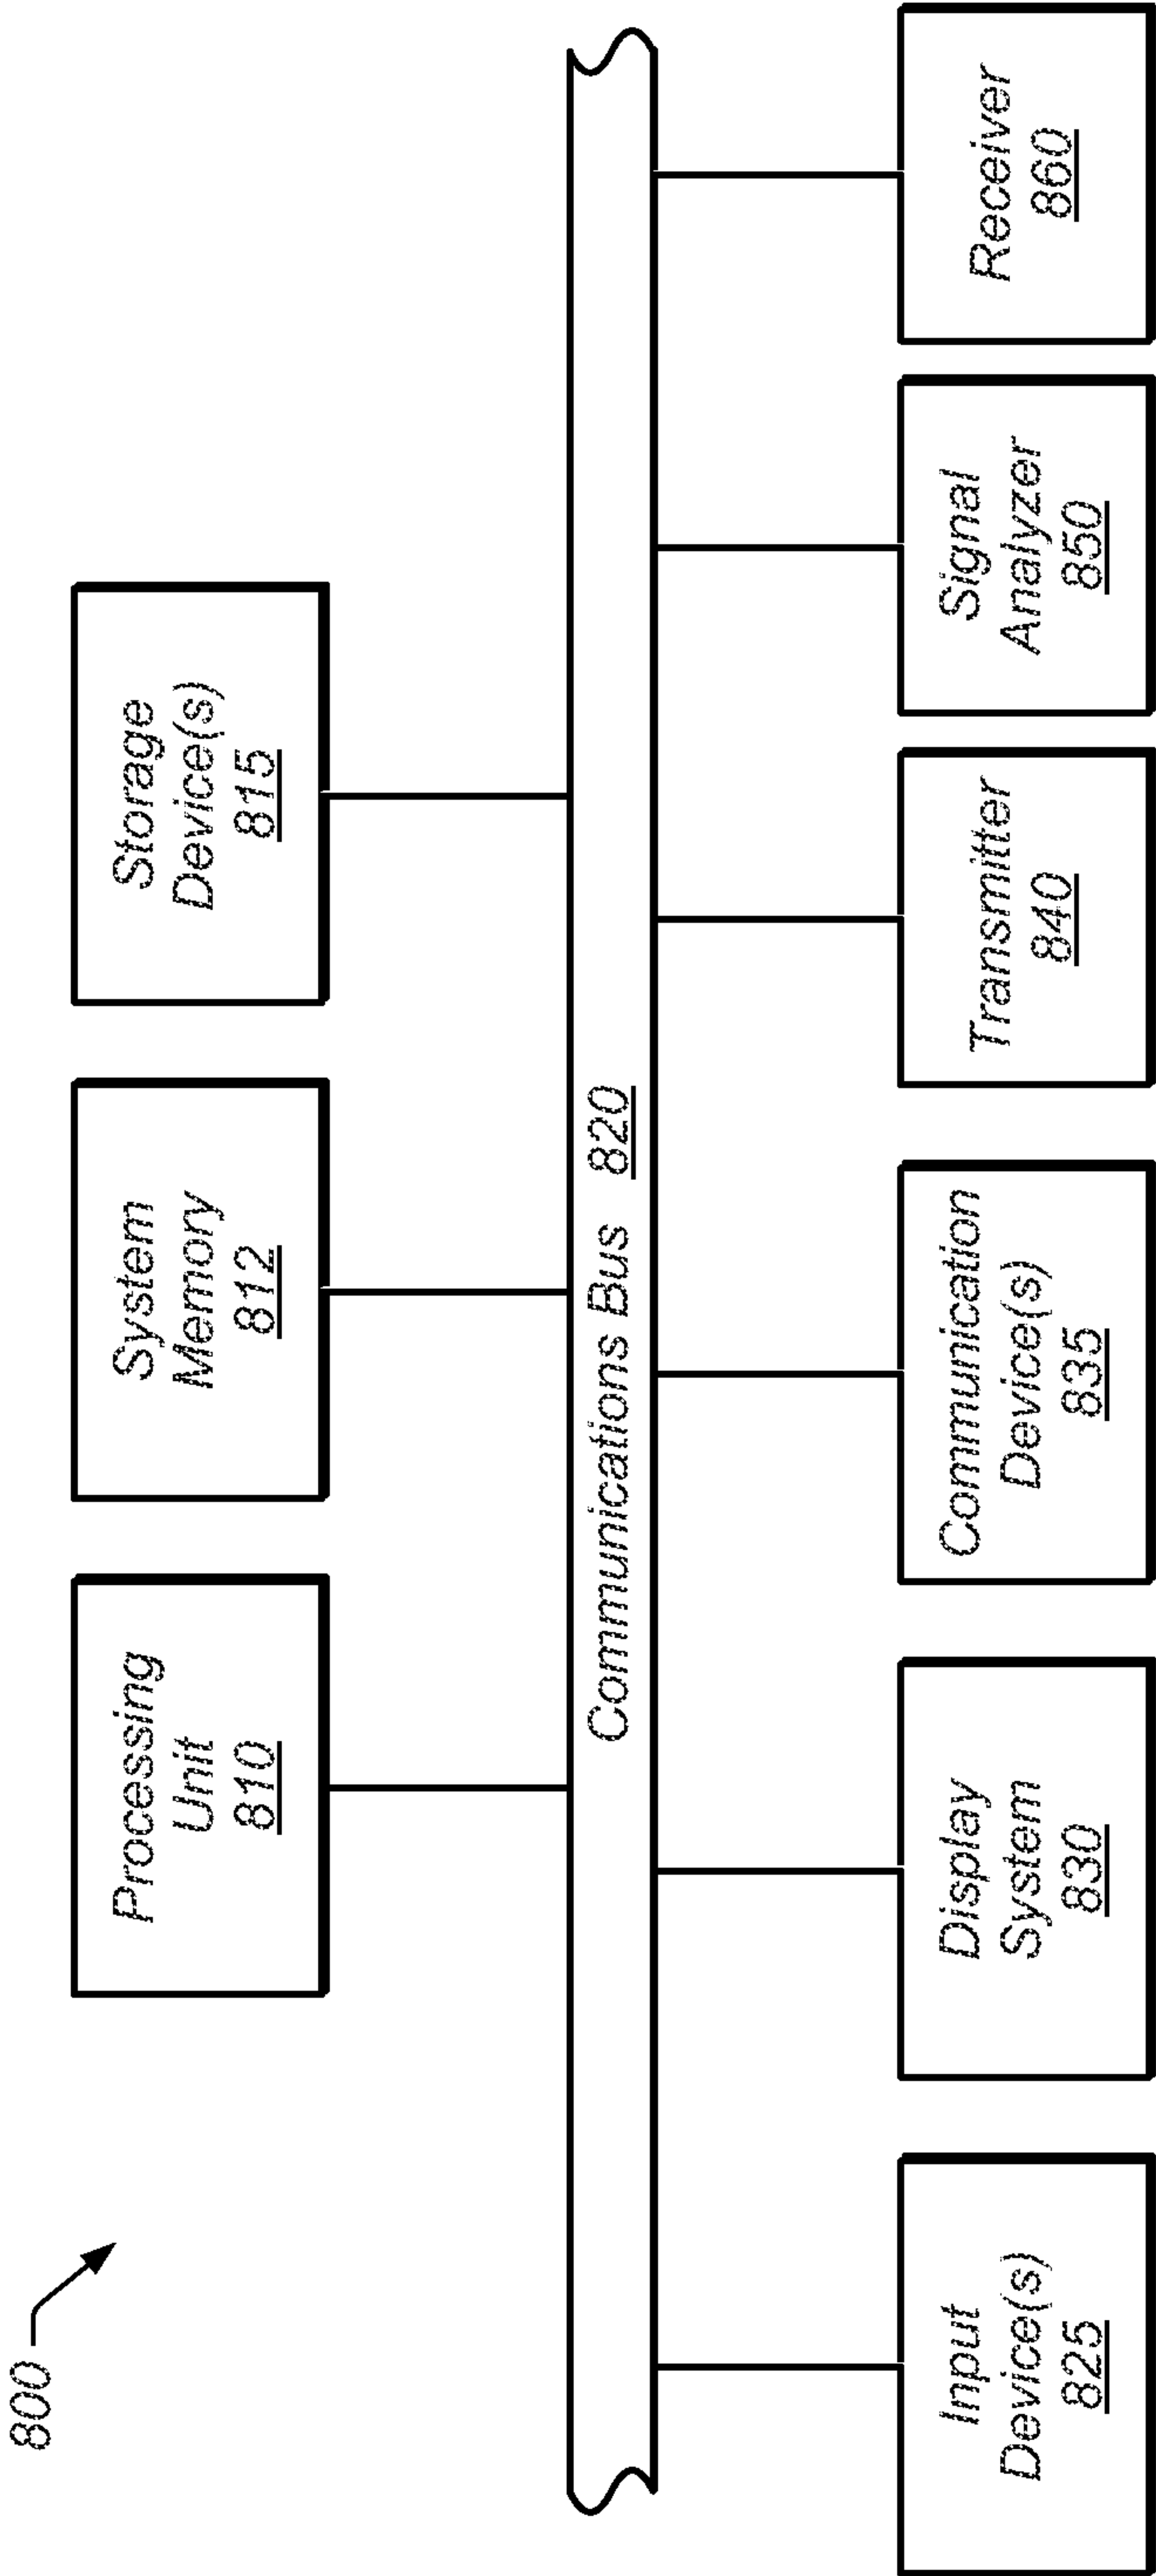 800
Processing
Unit
810
System
Memory
812
Storage
Device(s)
815
Communications Bus 820
Input
Device(s)
825
Display
System
830
Communication
Device(s)
835
Transmitter
840
Signal
Analyzer
850
Receiver
860